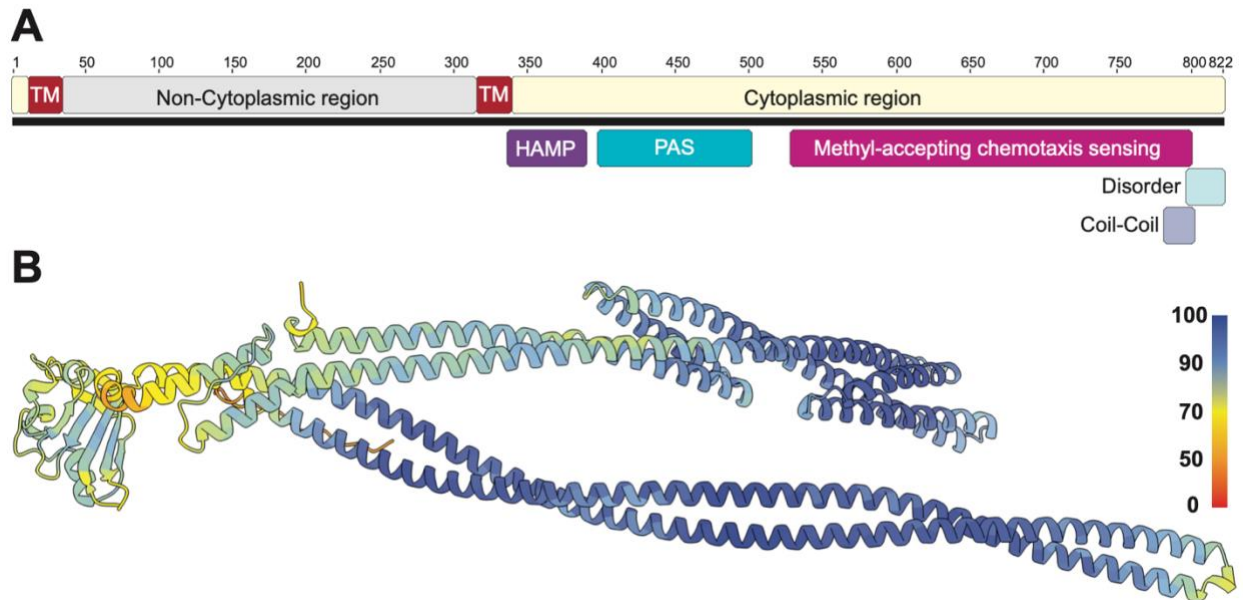 A
1 50 100 150 200 250 300 350 400 450 500 550 600 650 700 750 800 822
TM Non-Cytoplasmic region TM Cytoplasmic region
HAMP PAS Methyl-accepting chemotaxis sensing
Disorder
Coil-Coil
B
100
90
70
50
0